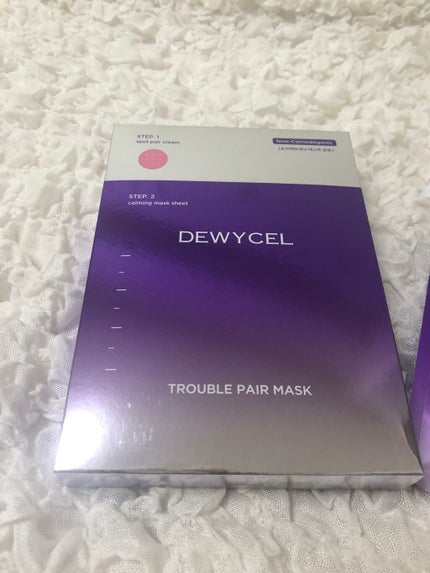 STEP. 1
spot pair cream
Non-Comedogenic
STEP. 2
calming mask sheet
DEWYCEL
TROUBLE PAIR MASK